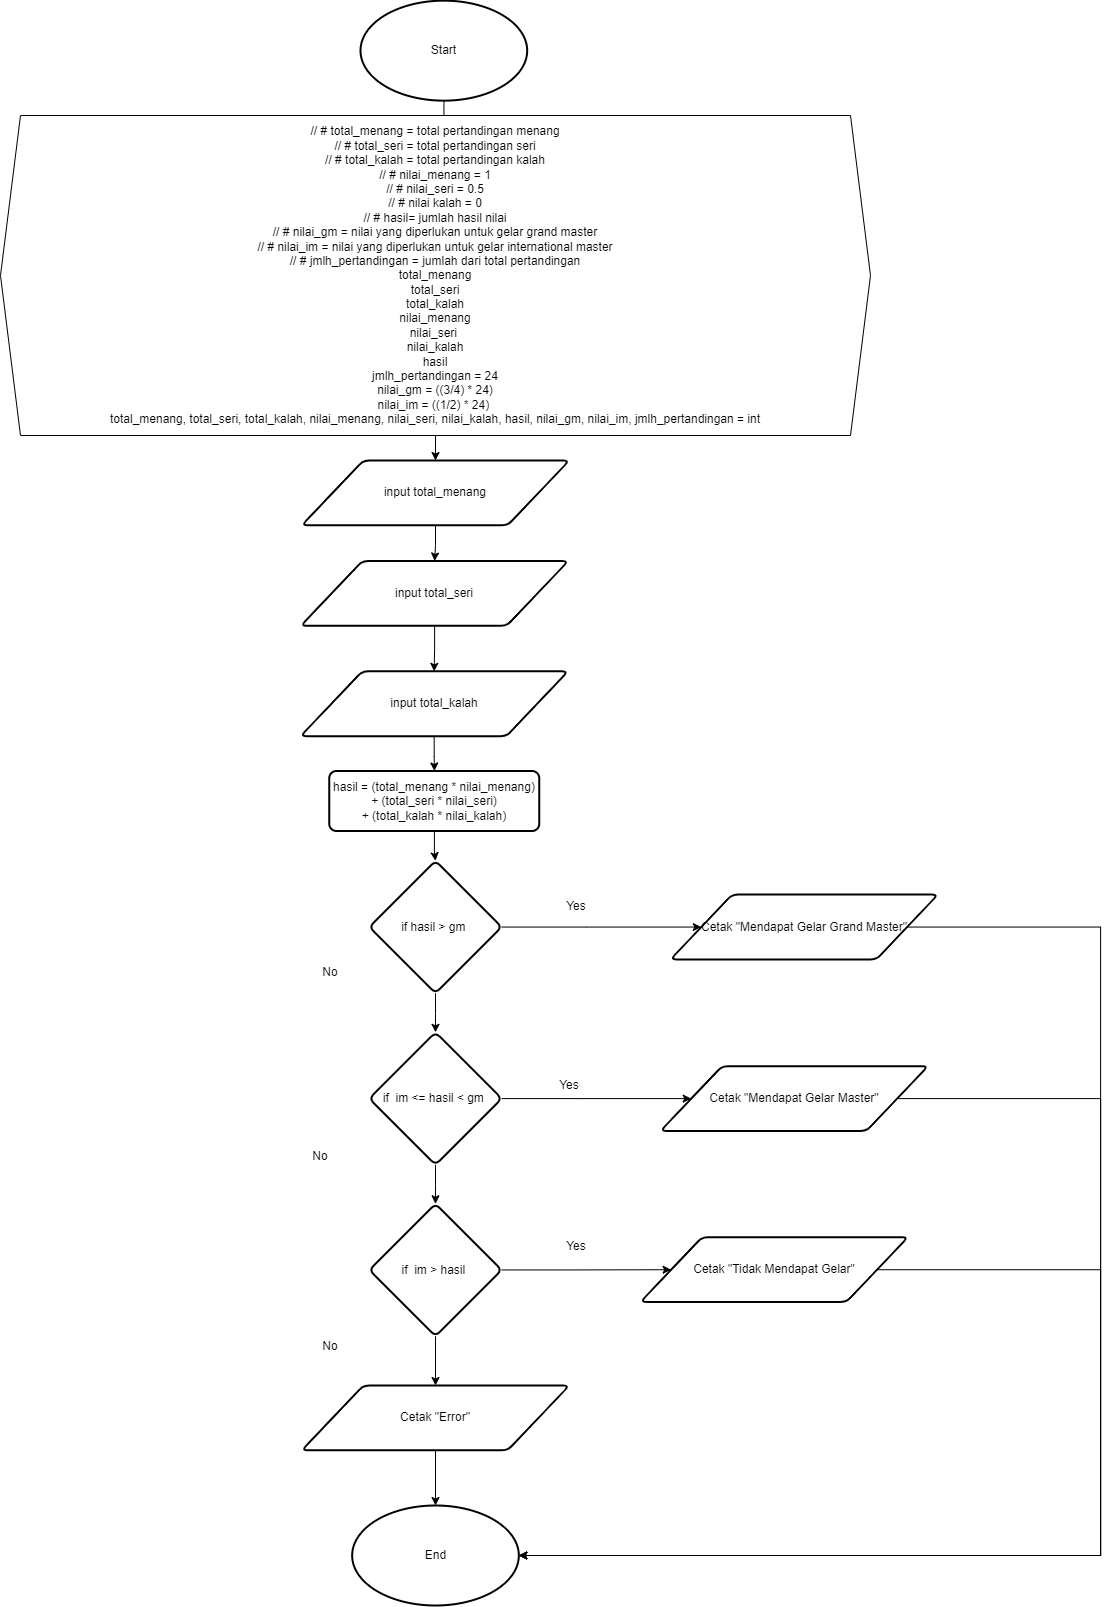 Start
// # total_menang = total pertandingan menang
// # total_seri = total pertandingan seri
// # total_kalah = total pertandingan kalah
// # nilai_menang = 1
// # nilai_seri = 0.5
// # nilai kalah = 0
// # hasil= jumlah hasil nilai
// # nilai_gm = nilai yang diperlukan untuk gelar grand master
// # nilai_im = nilai yang diperlukan untuk gelar international master
// # jmlh_pertandingan = jumlah dari total pertandingan
total_menang
total_seri
total_kalah
nilai_menang
nilai_seri
nilai_kalah
hasil
jmlh_pertandingan = 24
nilai_gm = ((3/4) * 24)
nilai_im = ((1/2) * 24)
total_menang, total_seri, total_kalah, nilai_menang, nilai_seri, nilai_kalah, hasil, nilai_gm, nilai_im, jmlh_pertandingan = int
input total_menang
input total_seri
input total_kalah
hasil = (total_menang * nilai_menang)
+ (total_seri * nilai_seri)
+ (total_kalah * nilai_kalah)
if hasil > gm
Yes
Cetak "Mendapat Gelar Grand Master"
No
if im <= hasil < gm
Yes
Cetak "Mendapat Gelar Master"
No
if im > hasil
Yes
Cetak "Tidak Mendapat Gelar"
No
Cetak "Error"
End